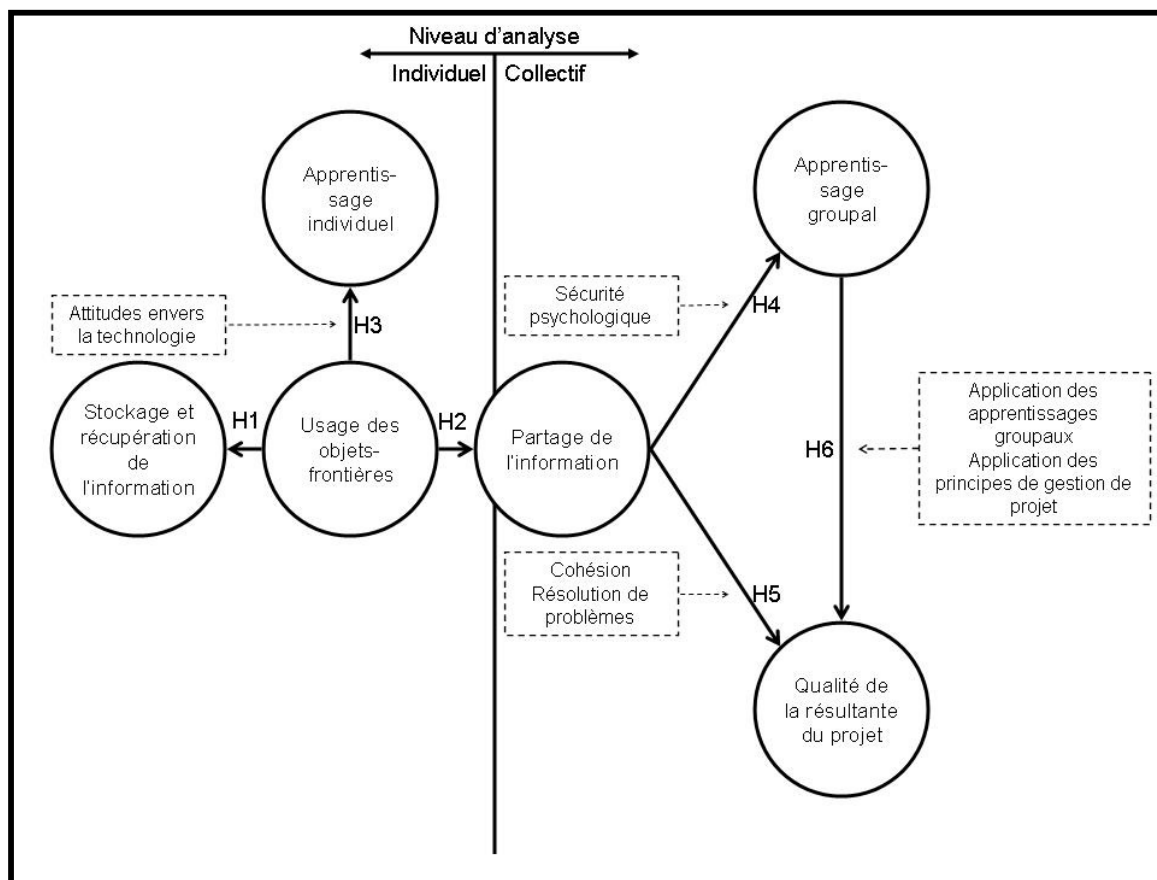 Niveau d'analyse
Individuel
Collectif
Apprentis-
sage
individuel
Apprentis-
sage
groupal
Attitudes envers
la technologie
H3
Sécurité
psychologique
H4
Stockage et
récupération
de
l'information
H1
Usage des
objets-
frontières
H2
Partage de
l'information
H6
Application des
apprentissages
groupaux
Application des
principes de gestion de
projet
Cohésion
Résolution de
problèmes
H5
Qualité de
la résultante
du projet